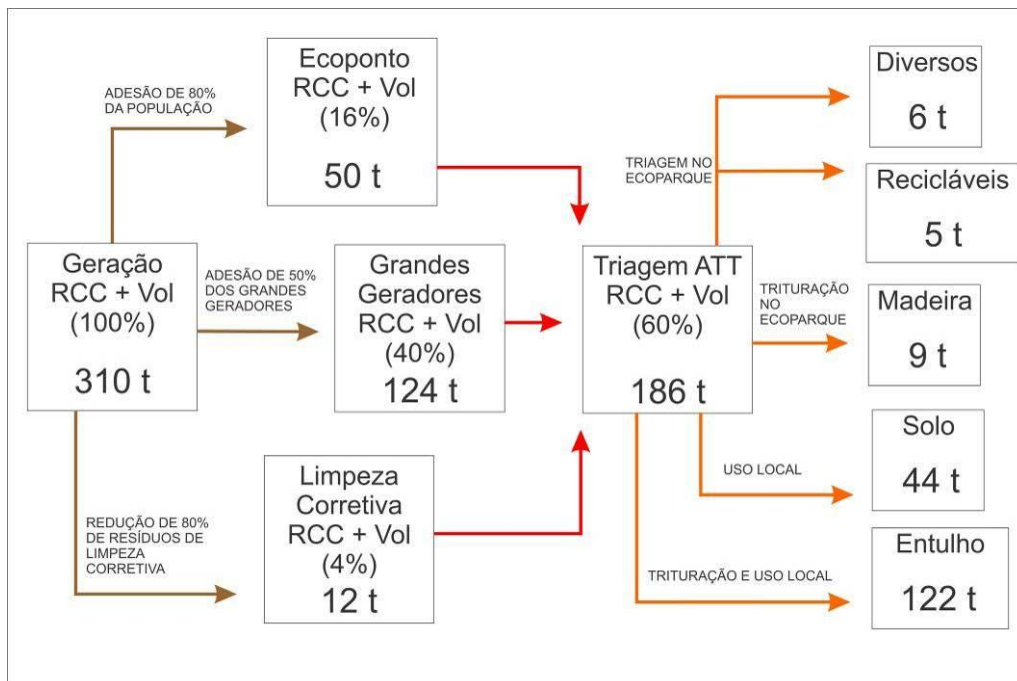 ADESÃO DE 80%
DA POPULAÇÃO
Ecoponto
RCC + Vol
(16%)
50 t
Geração
RCC + Vol
(100%)
310 t
ADESÃO DE 50%
DOS GRANDES
GERADORES
Grandes
Geradores
RCC + Vol
(40%)
124 t
REDUÇÃO DE 80%
DE RESÍDUOS DE
LIMPEZA
CORRETIVA
Limpeza
Corretiva
RCC + Vol
(4%)
12 t
Triagem ATT
RCC + Vol
(60%)
186 t
TRIAGEM NO
ECOPARQUE
Diversos
6 t
Recicláveis
5 t
TRITURAÇÃO
NO
ECOPARQUE
Madeira
9 t
USO LOCAL
Solo
44 t
TRITURAÇÃO E USO LOCAL
Entulho
122 t